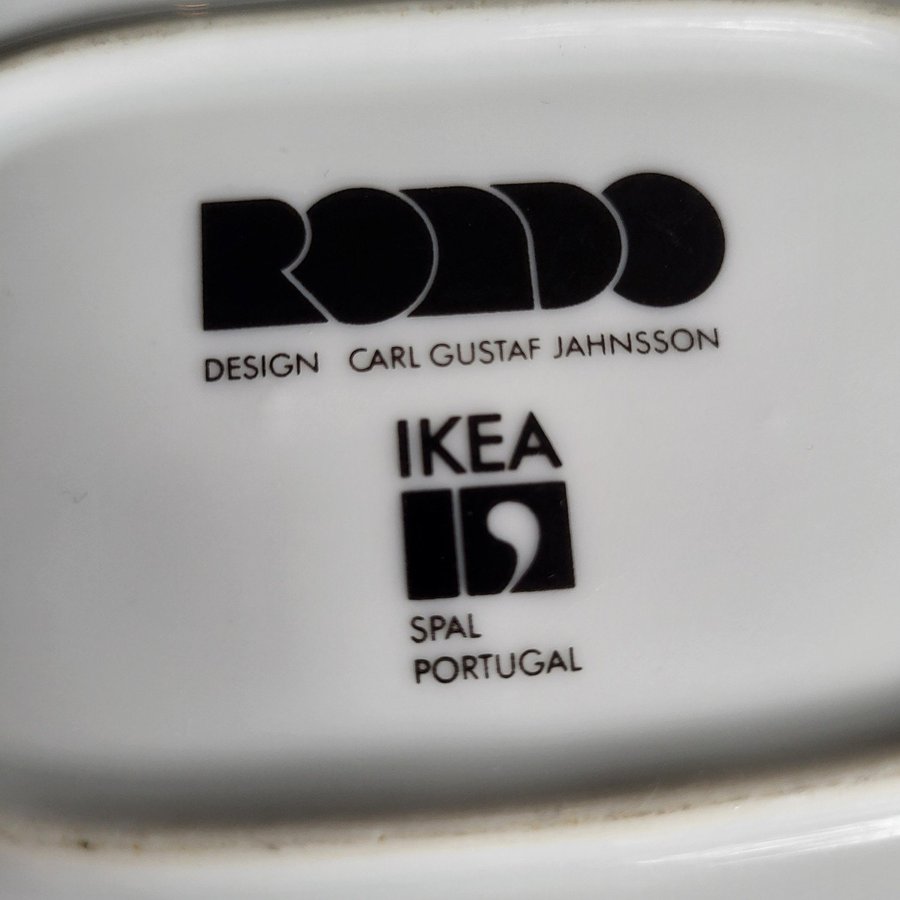 RONDO
DESIGN CARL GUSTAF JAHNSSON
IKEA
SPAL
PORTUGAL